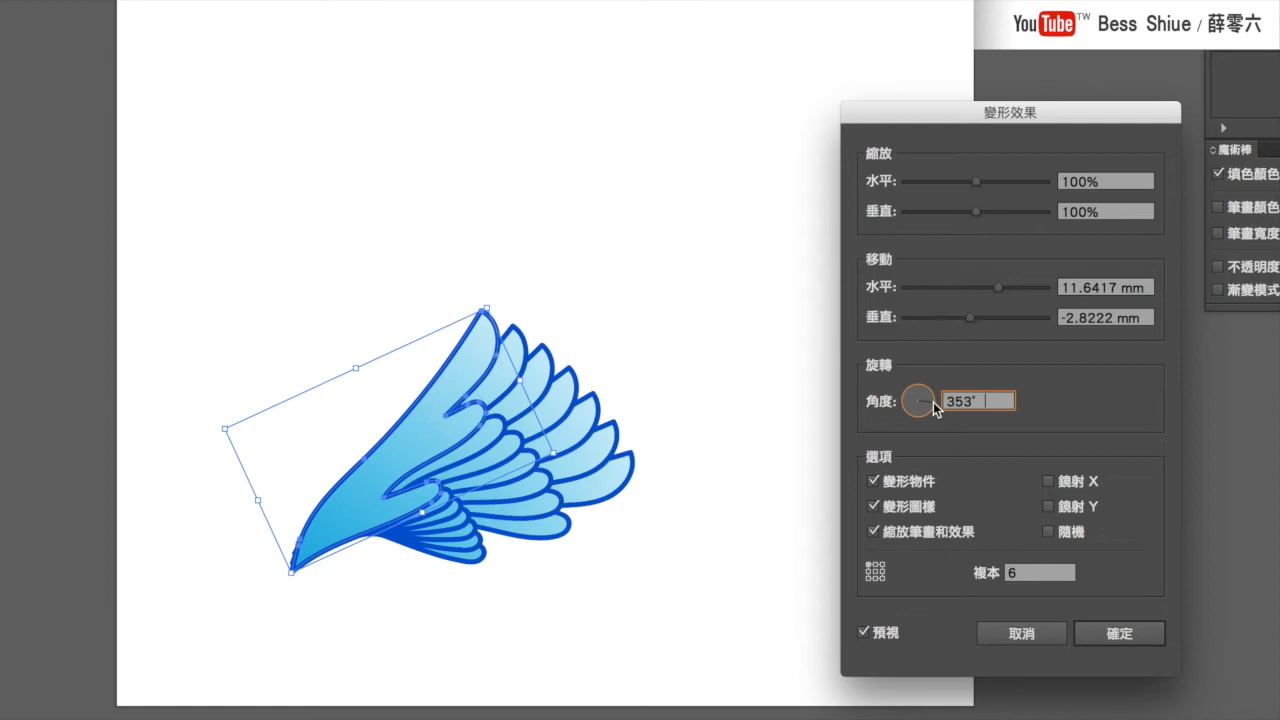 YouTube TW Bess Shiue / 薛零六
變形效果
縮放
水平: 100%
垂直: 100%
移動
水平: 11.6417 mm
垂直: -2.8222 mm
旋轉
角度: 353°
選項
變形物件 鏡射 X
變形圖樣 鏡射 Y
縮放筆畫和效果 隨機
複本 6
預視 取消 確定
魔術棒
填色顏色
筆畫顏色
筆畫寬度
不透明度
漸變模式